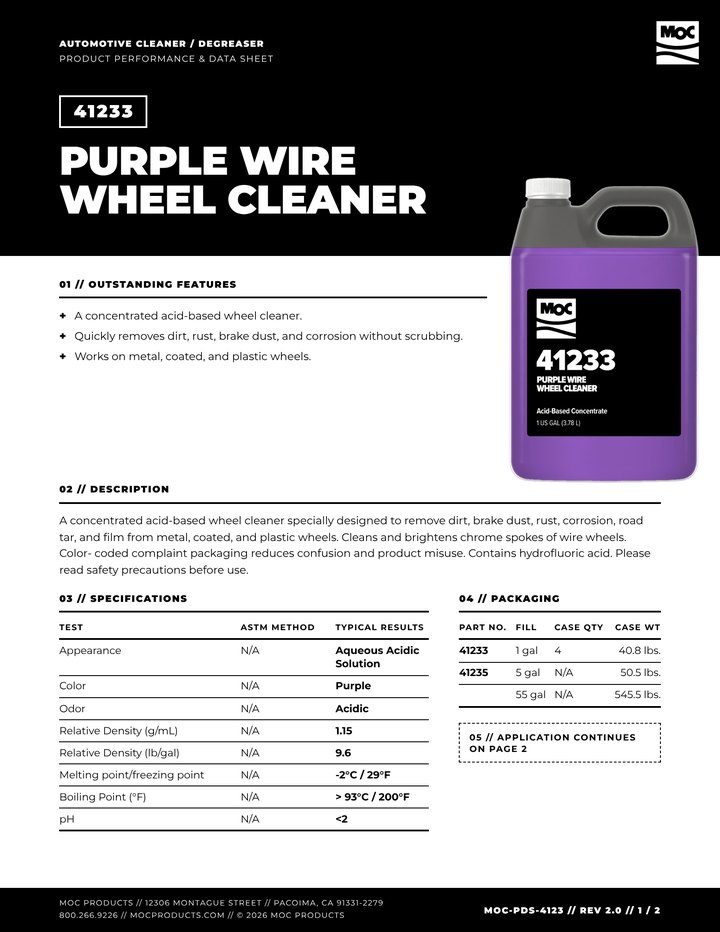 AUTOMOTIVE CLEANER / DEGREASER
PRODUCT PERFORMANCE & DATA SHEET
MOC
41233
PURPLE WIRE
WHEEL CLEANER
01 // OUTSTANDING FEATURES
+ A concentrated acid-based wheel cleaner.
+ Quickly removes dirt, rust, brake dust, and corrosion without scrubbing.
+ Works on metal, coated, and plastic wheels.
MOC
41233
PURPLE WIRE
WHEEL CLEANER
Acid-Based Concentrate
1 US GAL (3.78 L)
02 // DESCRIPTION
A concentrated acid-based wheel cleaner specially designed to remove dirt, brake dust, rust, corrosion, road
tar, and film from metal, coated, and plastic wheels. Cleans and brightens chrome spokes of wire wheels.
Color- coded complaint packaging reduces confusion and product misuse. Contains hydrofluoric acid. Please
read safety precautions before use.
03 // SPECIFICATIONS
TEST ASTM METHOD TYPICAL RESULTS
Appearance N/A Aqueous Acidic
Solution
Color N/A Purple
Odor N/A Acidic
Relative Density (g/mL) N/A 1.15
Relative Density (lb/gal) N/A 9.6
Melting point/freezing point N/A -2°C / 29°F
Boiling Point (°F) N/A > 93°C / 200°F
pH N/A <2
04 // PACKAGING
PART NO. FILL CASE QTY CASE WT
41233 1 gal 4 40.8 lbs.
41235 5 gal N/A 50.5 lbs.
55 gal N/A 545.5 lbs.
05 // APPLICATION CONTINUES
ON PAGE 2
MOC PRODUCTS // 12306 MONTAGUE STREET // PACOIMA, CA 91331-2279
800.266.9226 // MOCPRODUCTS.COM // © 2026 MOC PRODUCTS
MOC-PDS-4123 // REV 2.0 // 1 / 2